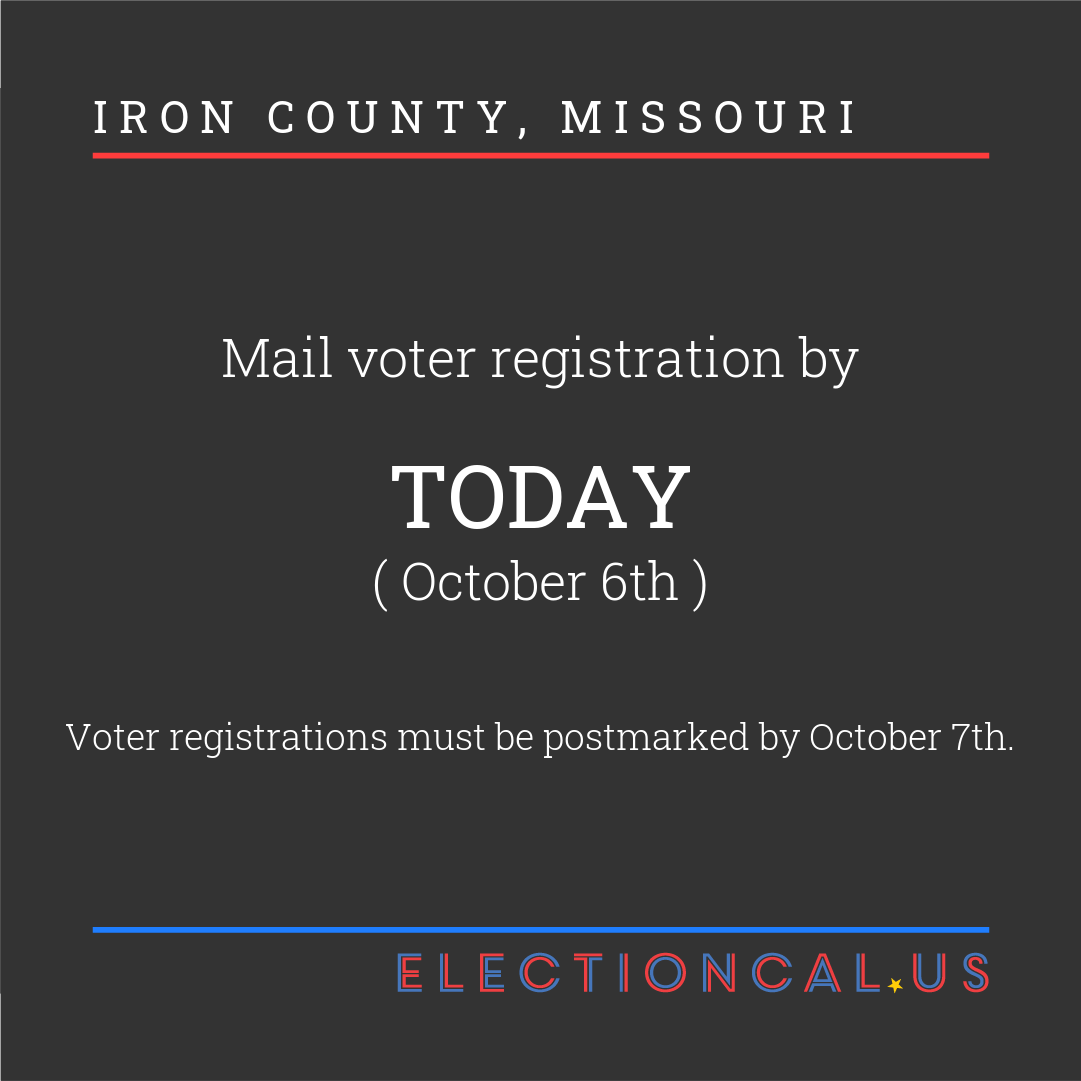 IRON COUNTY, MISSOURI
Mail voter registration by
TODAY
( October 6th )
Voter registrations must be postmarked by October 7th.
ELECTIONCAL.US